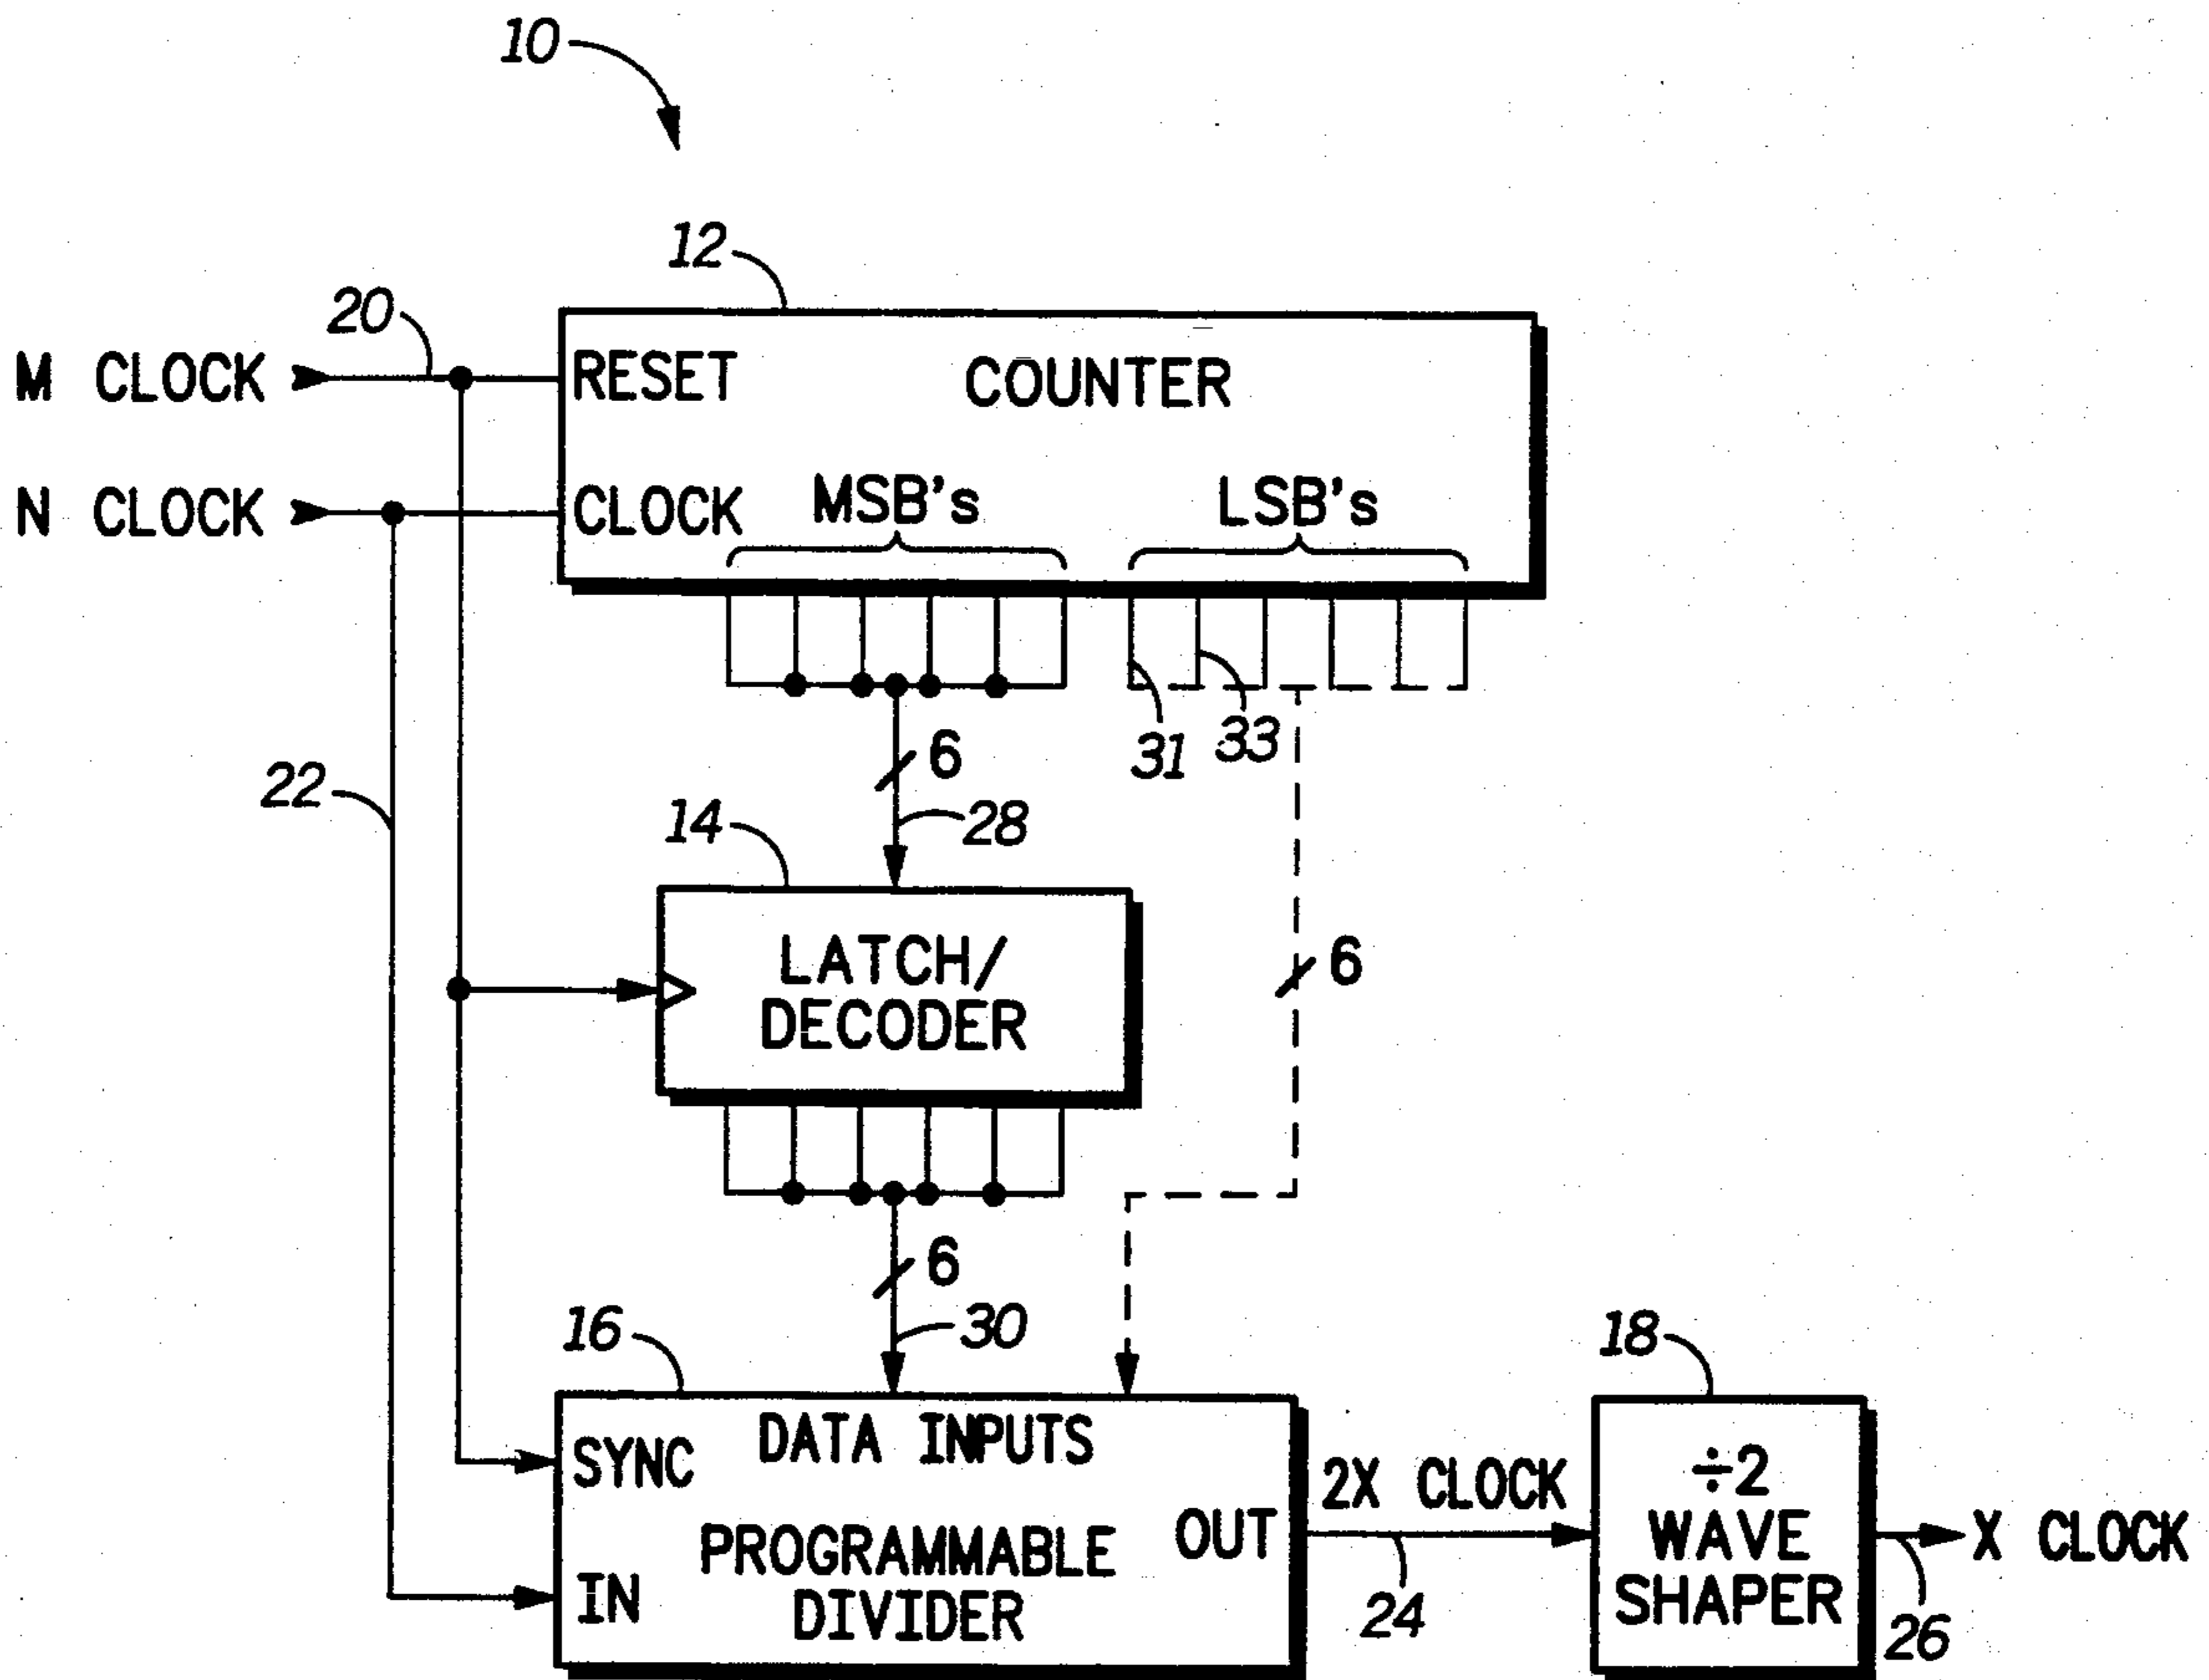 10
12
20
M CLOCK
RESET
COUNTER
N CLOCK
CLOCK
MSB's
LSB's
31
33
6
22
14
28
LATCH/
DECODER
6
6
16
30
18
SYNC
DATA INPUTS
2X CLOCK
÷2
WAVE
SHAPER
X CLOCK
OUT
PROGRAMMABLE
DIVIDER
IN
24
26